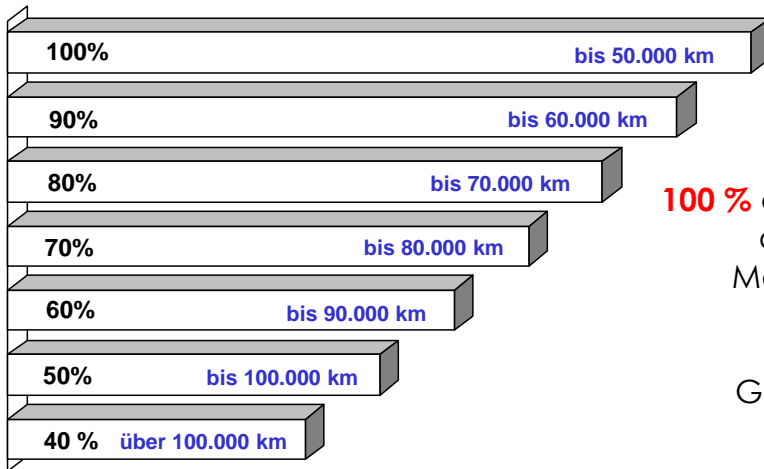 100% bis 50.000 km
90% bis 60.000 km
80% bis 70.000 km
100 %
70% bis 80.000 km
60% bis 90.000 km
50% bis 100.000 km
40 % über 100.000 km